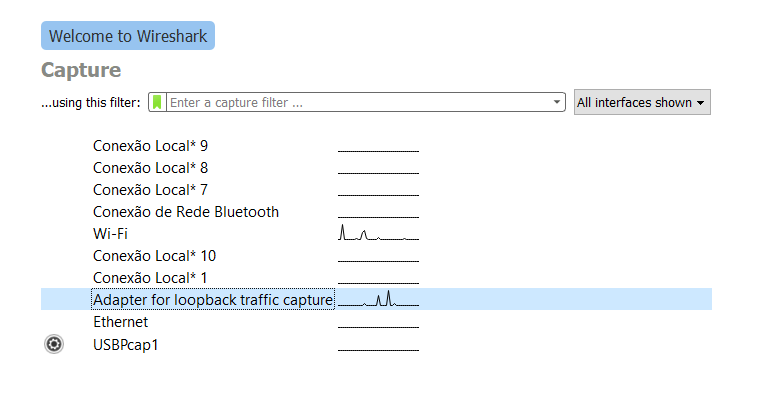 Welcome to Wireshark
Capture
...using this filter: Enter a capture filter ... All interfaces shown
Conexão Local* 9
Conexão Local* 8
Conexão Local* 7
Conexão de Rede Bluetooth
Wi-Fi
Conexão Local* 10
Conexão Local* 1
Adapter for loopback traffic capture
Ethernet
USBPcap1